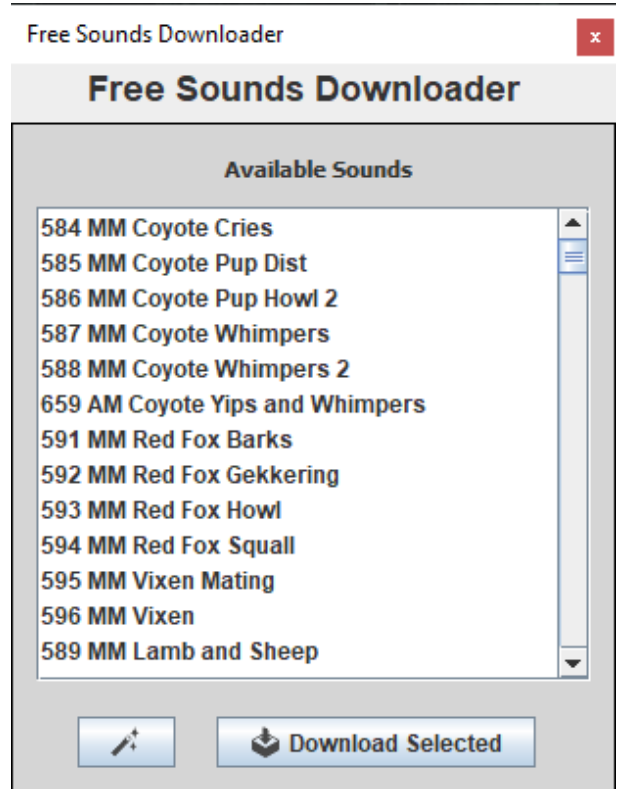 Free Sounds Downloader
x
Free Sounds Downloader
Available Sounds
584 MM Coyote Cries
585 MM Coyote Pup Dist
586 MM Coyote Pup Howl 2
587 MM Coyote Whimpers
588 MM Coyote Whimpers 2
659 AM Coyote Yips and Whimpers
591 MM Red Fox Barks
592 MM Red Fox Gekkering
593 MM Red Fox Howl
594 MM Red Fox Squall
595 MM Vixen Mating
596 MM Vixen
589 MM Lamb and Sheep
Download Selected